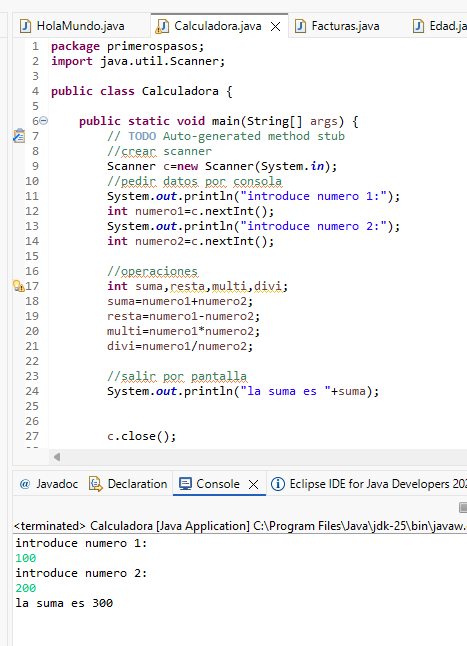 HolaMundo.java Calculadora.java Facturas.java Edad.ja
1 package primerospasos;
2 import java.util.Scanner;
3
4 public class Calculadora {
5
6 public static void main(String[] args) {
7 // TODO Auto-generated method stub
8 //crear scanner
9 Scanner c=new Scanner(System.in);
10 //pedir datos por consola
11 System.out.println("introduce numero 1:");
12 int numero1=c.nextInt();
13 System.out.println("introduce numero 2:");
14 int numero2=c.nextInt();
15
16 //operaciones
17 int suma,resta,multi,divi;
18 suma=numero1+numero2;
19 resta=numero1-numero2;
20 multi=numero1*numero2;
21 divi=numero1/numero2;
22
23 //salir por pantalla
24 System.out.println("la suma es "+suma);
25
26
27 c.close();
@ Javadoc Declaration Console Eclipse IDE for Java Developers 202
<terminated> Calculadora [Java Application] C:\Program Files\Java\jdk-25\bin\javaw.
introduce numero 1:
100
introduce numero 2:
200
la suma es 300